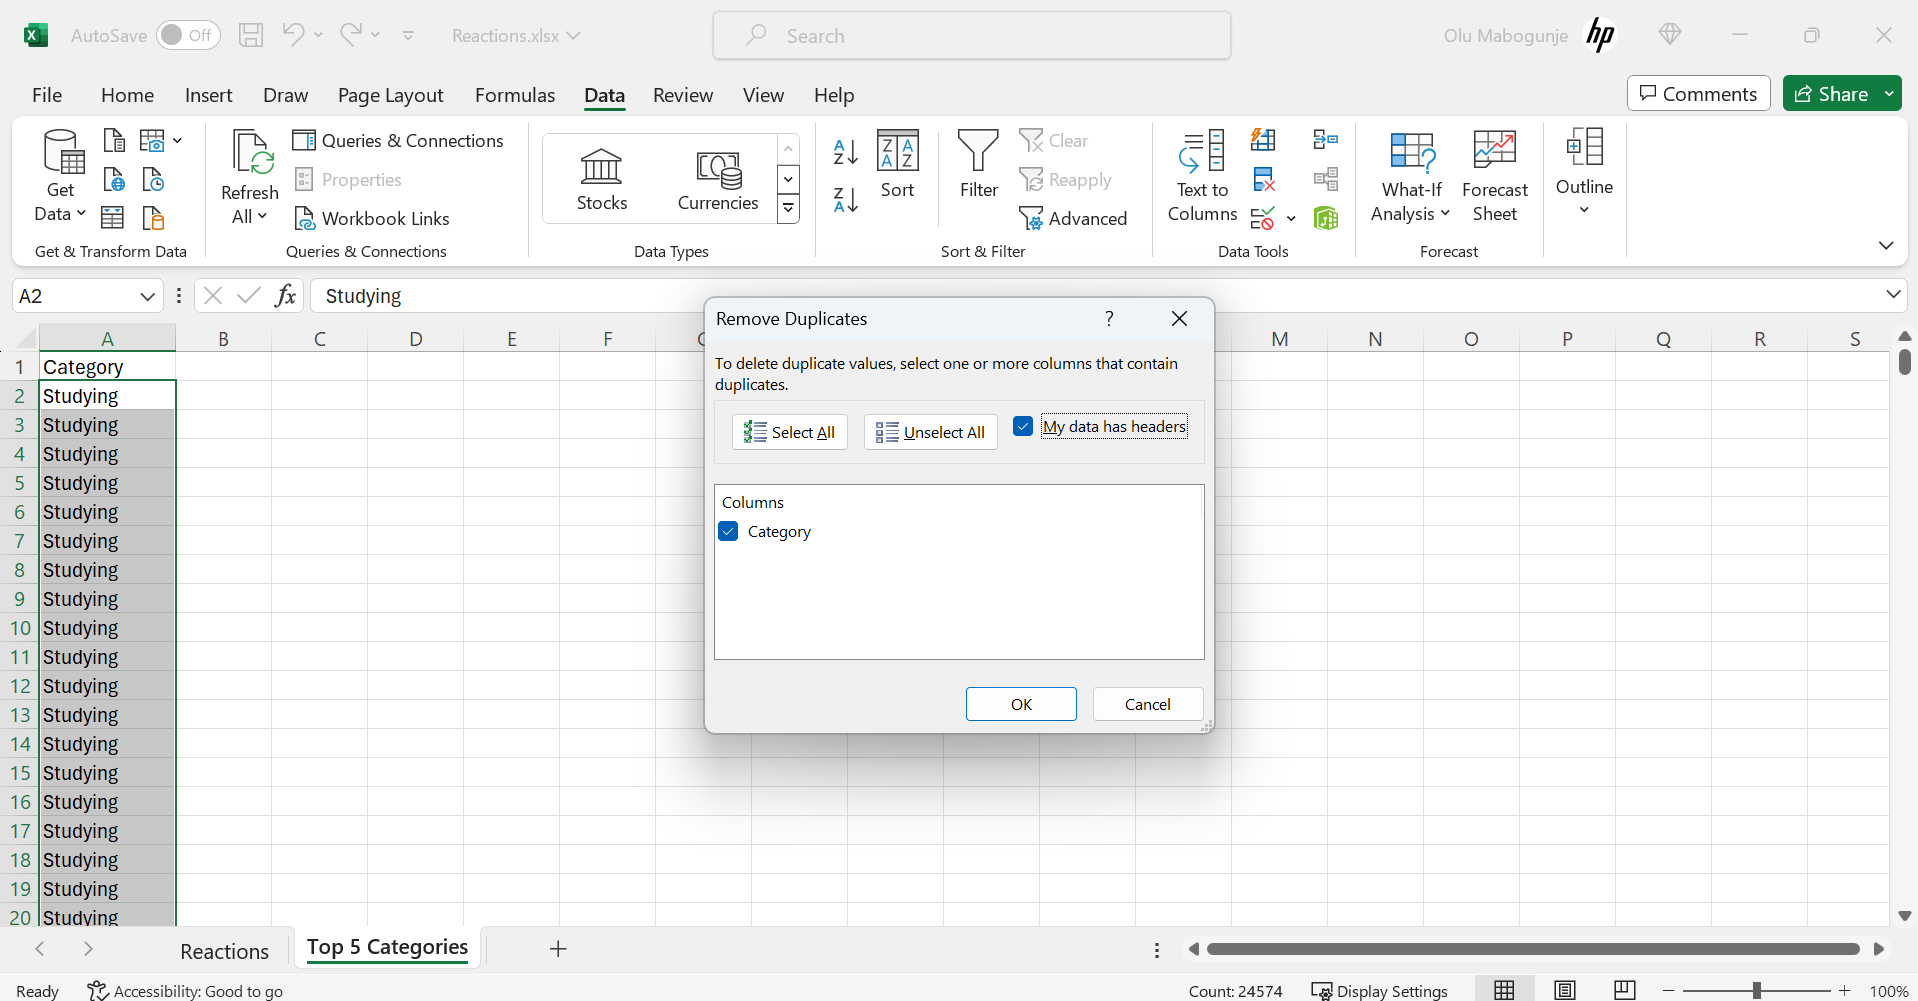 AutoSave Off Reactions.xlsx Search Olu Mabogunje hp
File Home Insert Draw Page Layout Formulas Data Review View Help Comments Share
Get Data
Get & Transform Data
Refresh All
Queries & Connections
Properties
Workbook Links
Queries & Connections
Stocks Currencies
Data Types
Sort
Filter
Clear
Reapply
Advanced
Sort & Filter
Text to Columns
Data Tools
What-If Analysis
Forecast Sheet
Forecast
Outline
A2 fx Studying
A B C D E F M N O P Q R S
1 Category
2 Studying
3 Studying
4 Studying
5 Studying
6 Studying
7 Studying
8 Studying
9 Studying
10 Studying
11 Studying
12 Studying
13 Studying
14 Studying
15 Studying
16 Studying
17 Studying
18 Studying
19 Studying
20 Studying
Remove Duplicates ?
To delete duplicate values, select one or more columns that contain
duplicates.
Select All Unselect All My data has headers
Columns
Category
OK Cancel
Reactions Top 5 Categories
Ready Accessibility: Good to go Count: 24574 Display Settings 100%